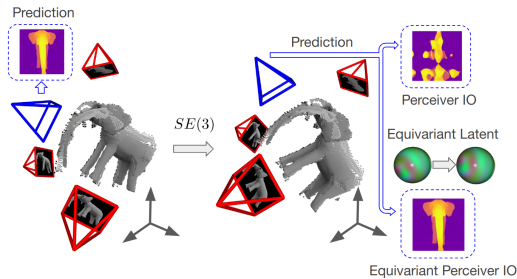 Prediction
Prediction
Perceiver IO
SE(3)
Equivariant Latent
Equivariant Perceiver IO